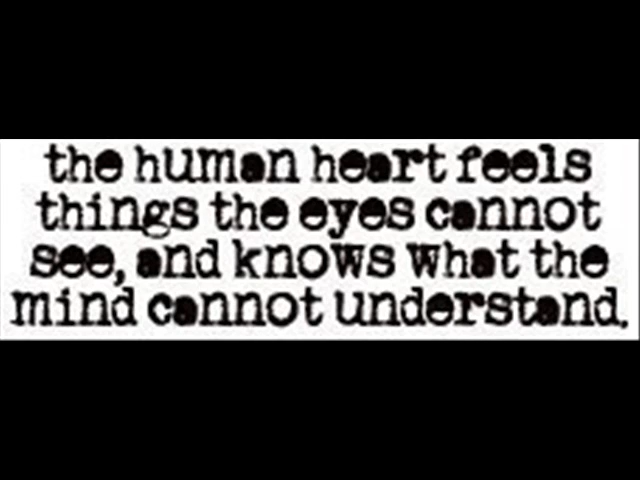 the human heart feels
things the eyes cannot
see, and knows what the
mind cannot understand.